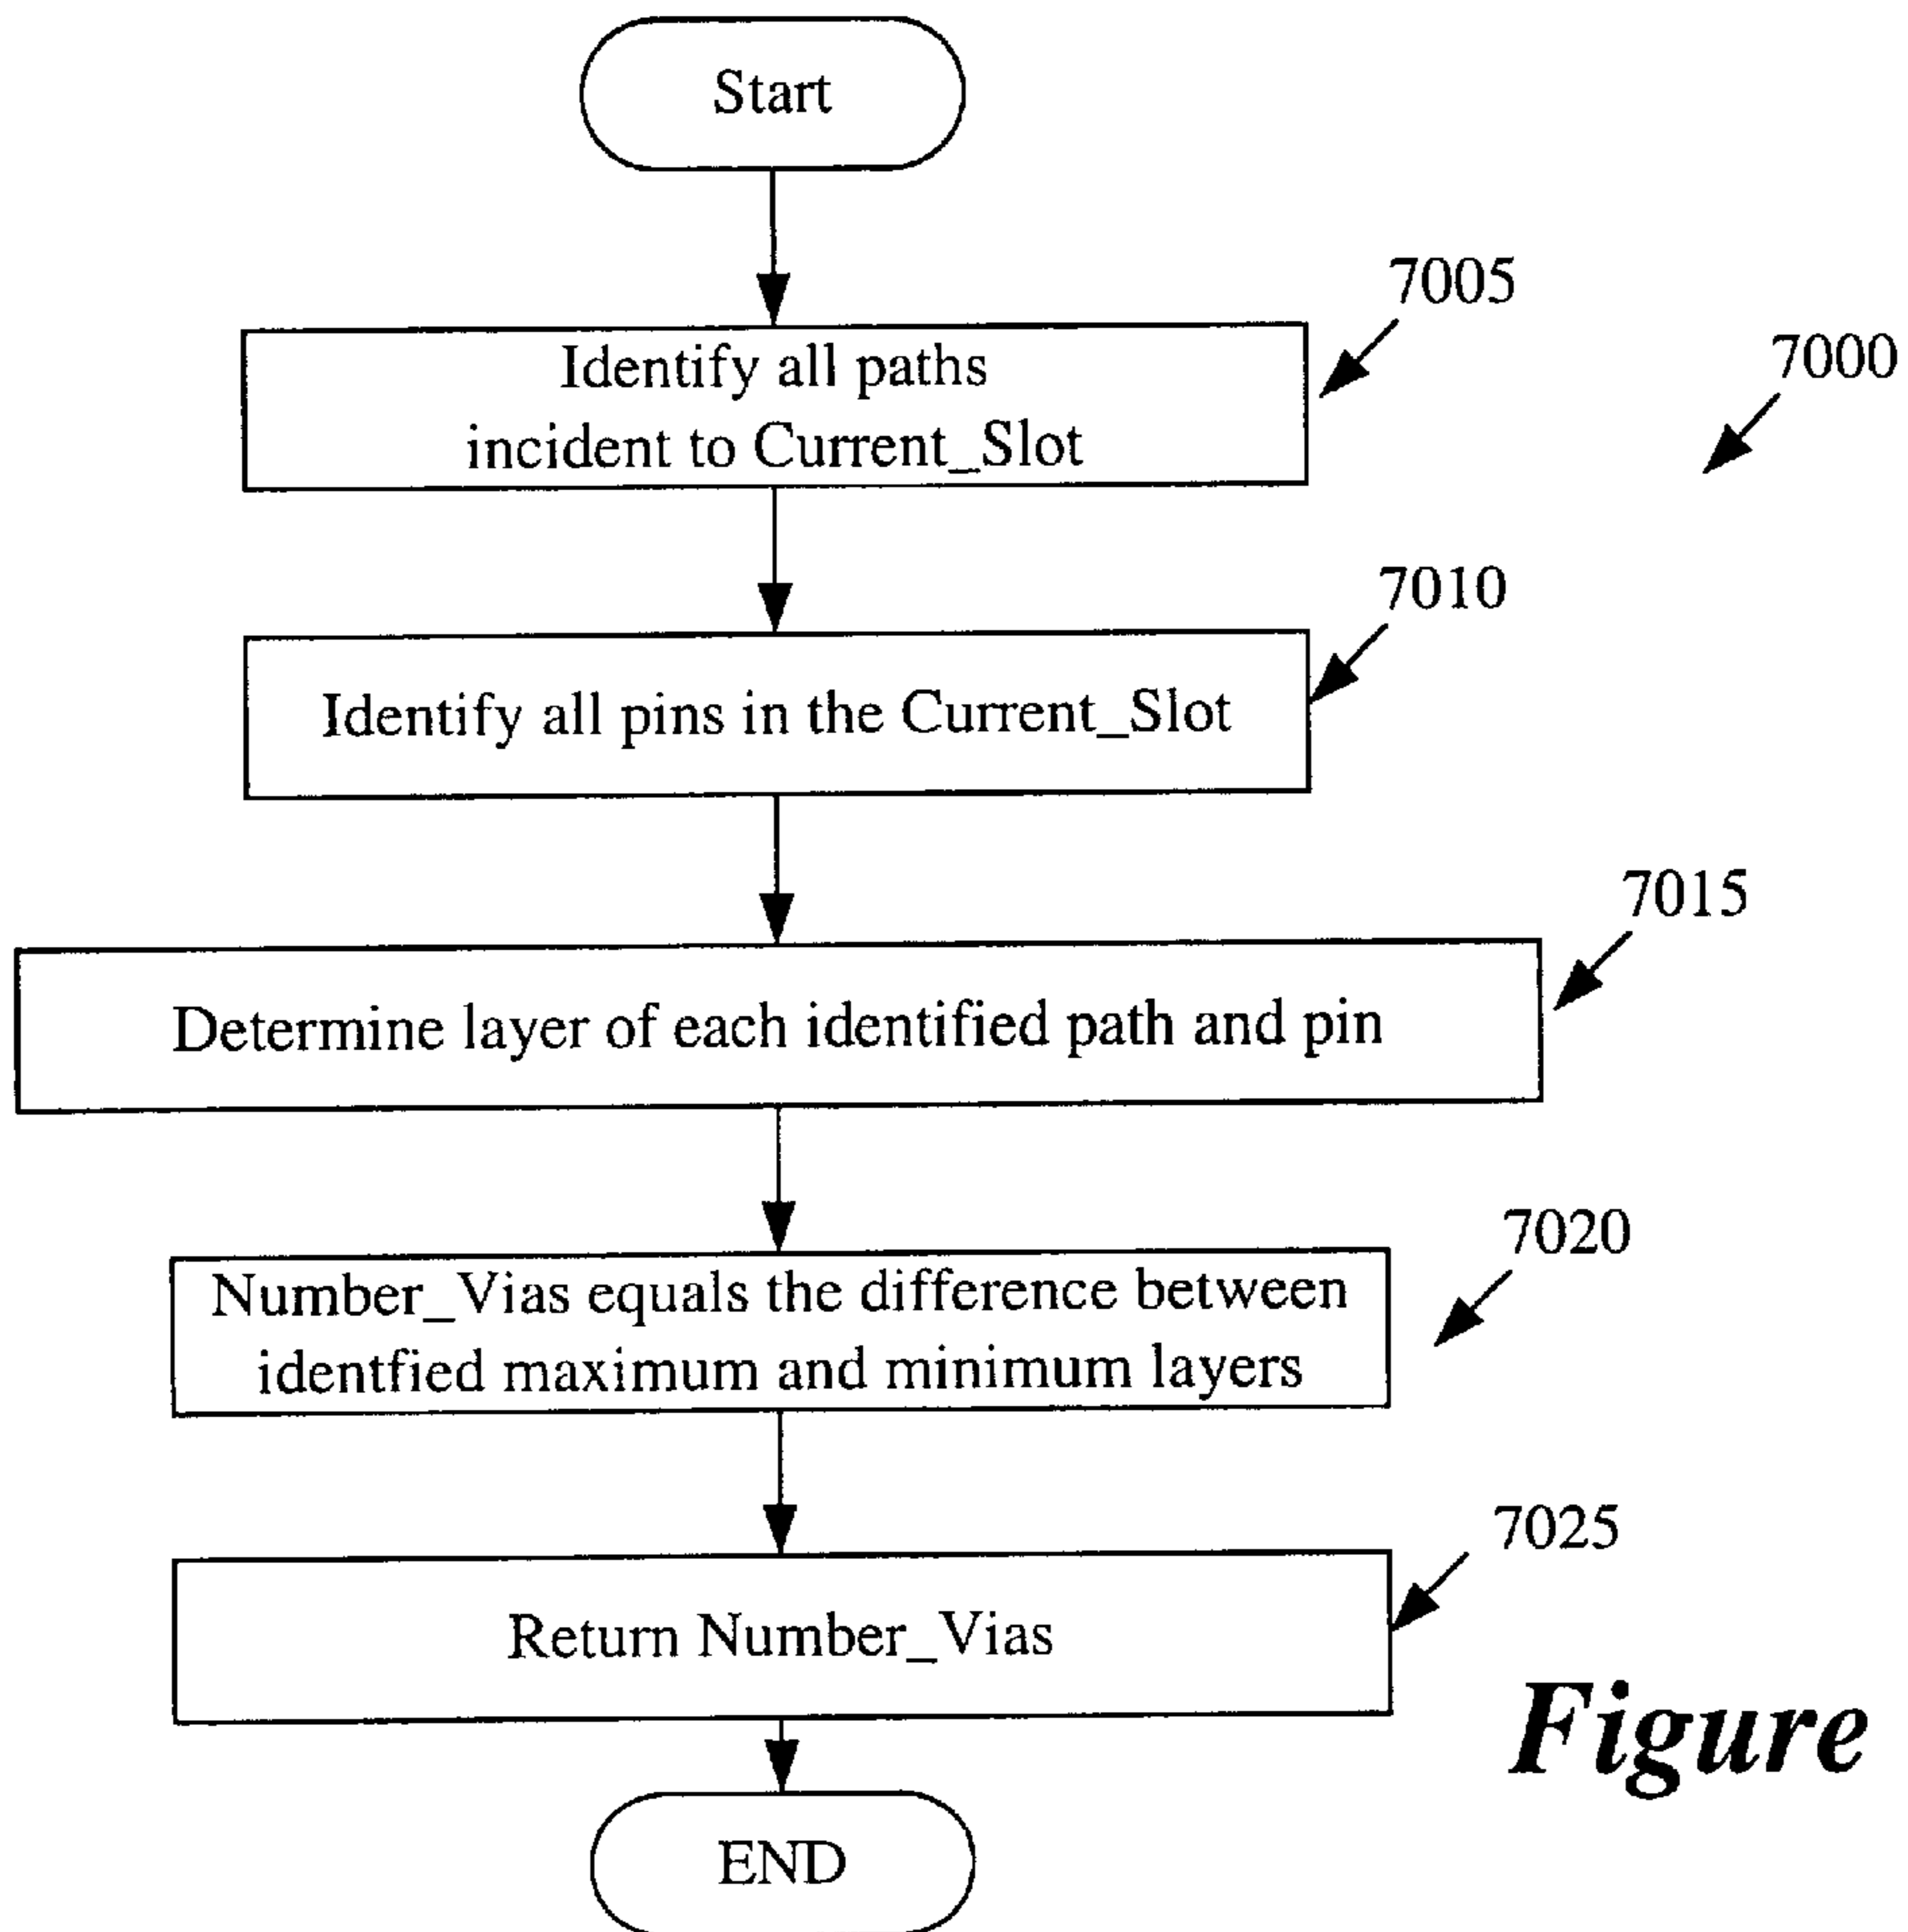 Start
7005
7000
Identify all paths
incident to Current_Slot
7010
Identify all pins in the Current_Slot
7015
Determine layer of each identified path and pin
7020
Number_Vias equals the difference between
identfied maximum and minimum layers
7025
Return Number_Vias
Figure
END